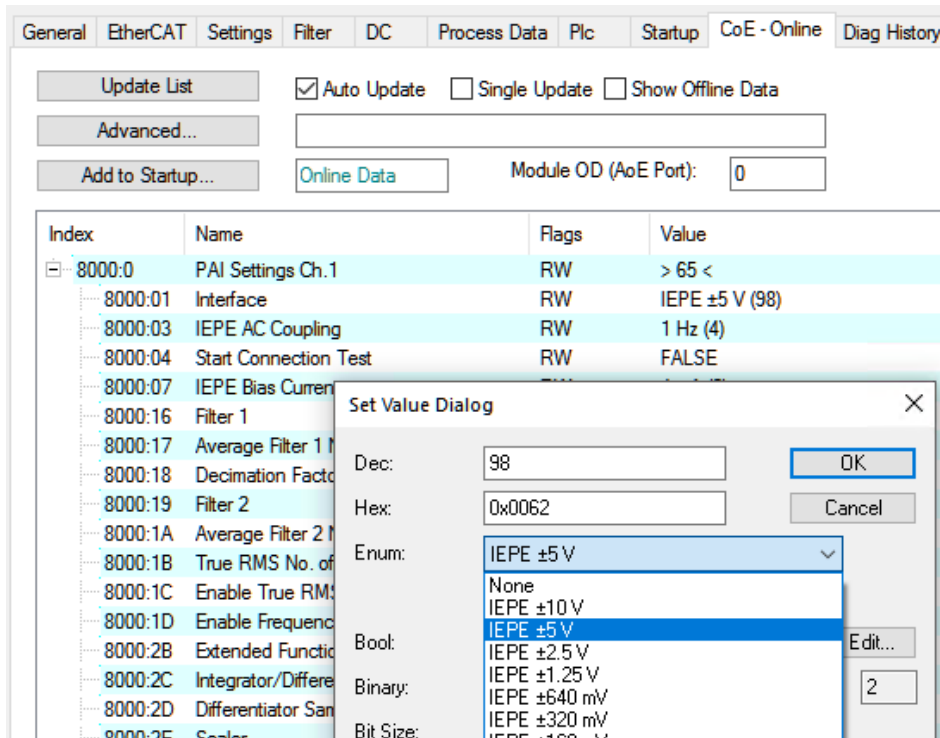 General EtherCAT Settings Filter DC Process Data Plc Startup CoE - Online Diag History
Update List Auto Update Single Update Show Offline Data
Advanced...
Add to Startup... Online Data Module OD (AoE Port): 0
Index Name Flags Value
8000:0 PAI Settings Ch.1 RW > 65 <
8000:01 Interface RW IEPE ±5 V (98)
8000:03 IEPE AC Coupling RW 1 Hz (4)
8000:04 Start Connection Test RW FALSE
8000:07 IEPE Bias Curren
8000:16 Filter 1
8000:17 Average Filter 1
8000:18 Decimation Facto
8000:19 Filter 2
8000:1A Average Filter 2
8000:1B True RMS No. of
8000:1C Enable True RMS
8000:1D Enable Frequenc
8000:2B Extended Functio
8000:2C Integrator/Differe
8000:2D Differentiator Sam
8000:2E Scaler
Set Value Dialog
Dec: 98 OK
Hex: 0x0062 Cancel
Enum: IEPE ±5 V
None
IEPE ±10 V
IEPE ±5 V
Bool: IEPE ±2.5 V Edit...
IEPE ±1.25 V
Binary: IEPE ±640 mV 2
IEPE ±320 mV
Bit Size: